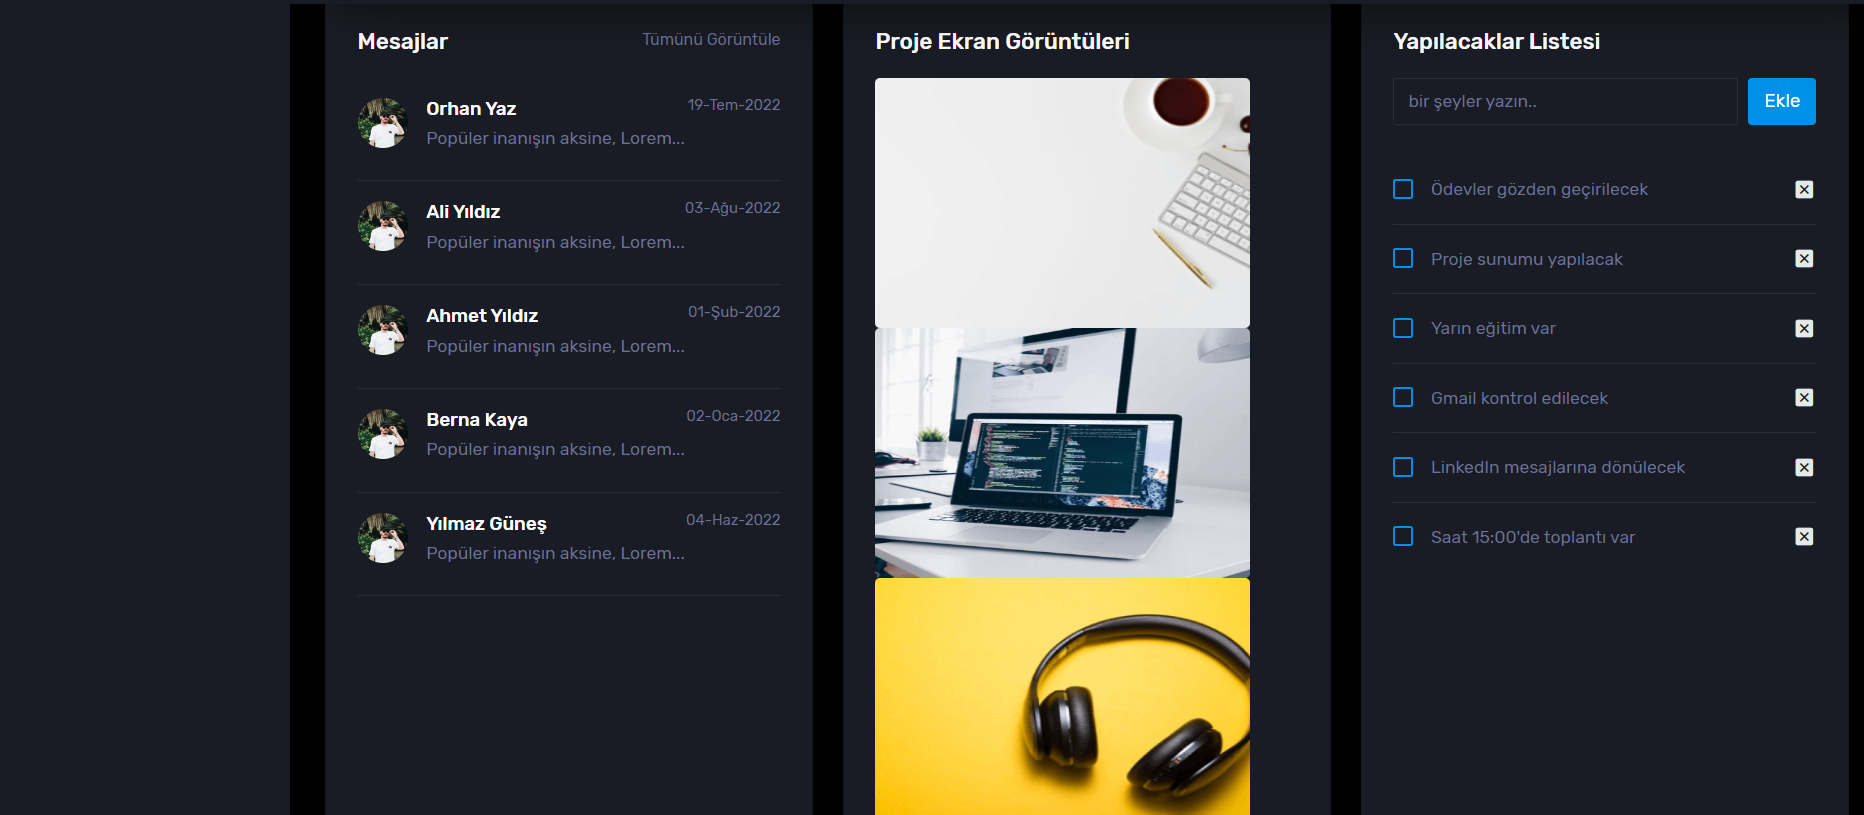 Mesajlar
Tümünü Görüntüle
Orhan Yaz
19-Tem-2022
Popüler inanışın aksine, Lorem...
Ali Yıldız
03-Ağu-2022
Popüler inanışın aksine, Lorem...
Ahmet Yıldız
01-Şub-2022
Popüler inanışın aksine, Lorem...
Berna Kaya
02-Oca-2022
Popüler inanışın aksine, Lorem...
Yılmaz Güneş
04-Haz-2022
Popüler inanışın aksine, Lorem...
Proje Ekran Görüntüleri
Yapılacaklar Listesi
bir şeyler yazın..
Ekle
Ödevler gözden geçirilecek
Proje sunumu yapılacak
Yarın eğitim var
Gmail kontrol edilecek
LinkedIn mesajlarına dönülecek
Saat 15:00'de toplantı var